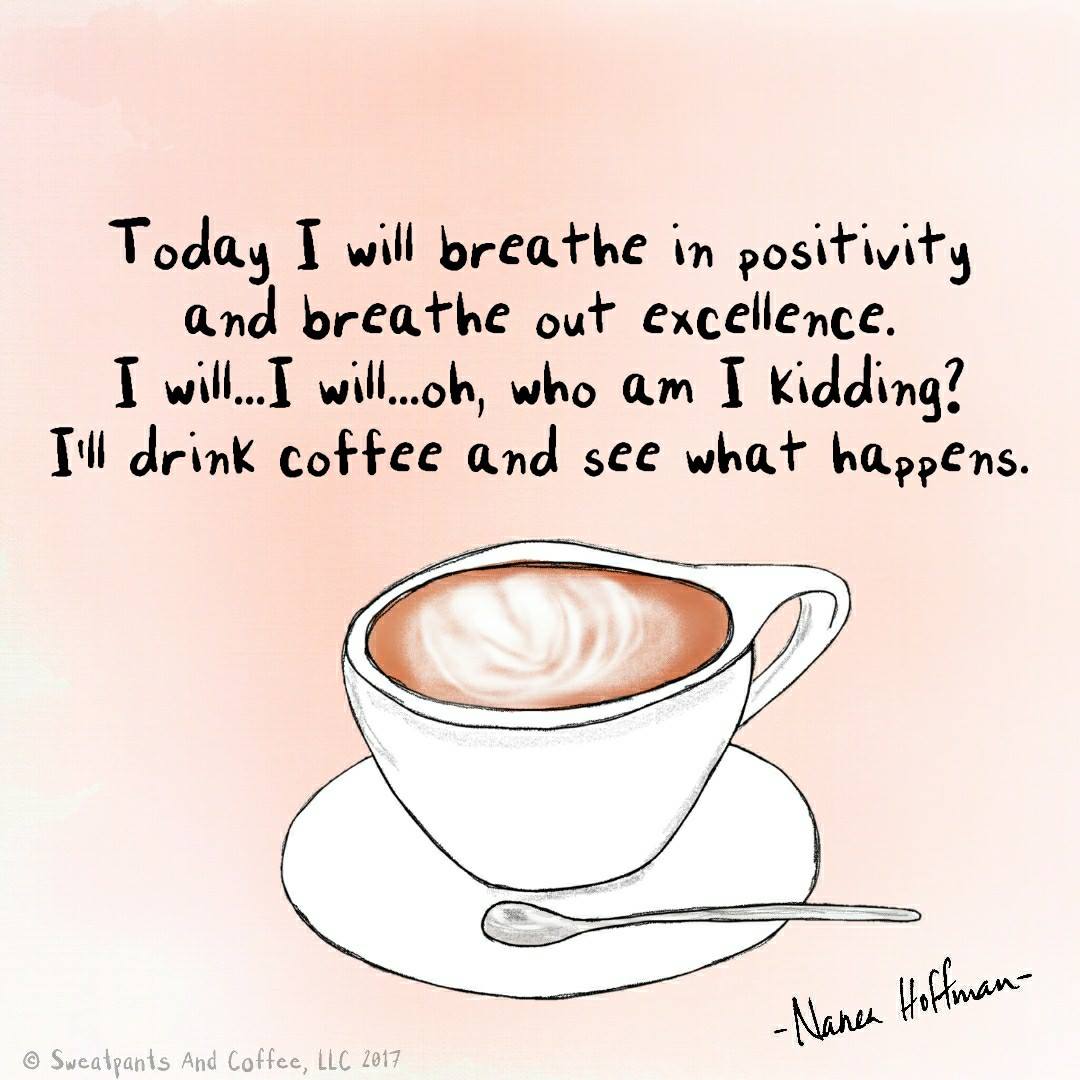 Today I will breathe in positivity
and breathe out excellence.
I will...I will...oh, who am I kidding?
I'll drink coffee and see what happens.
-Nanea Hoffman-
© Sweatpants And Coffee, LLC 2017